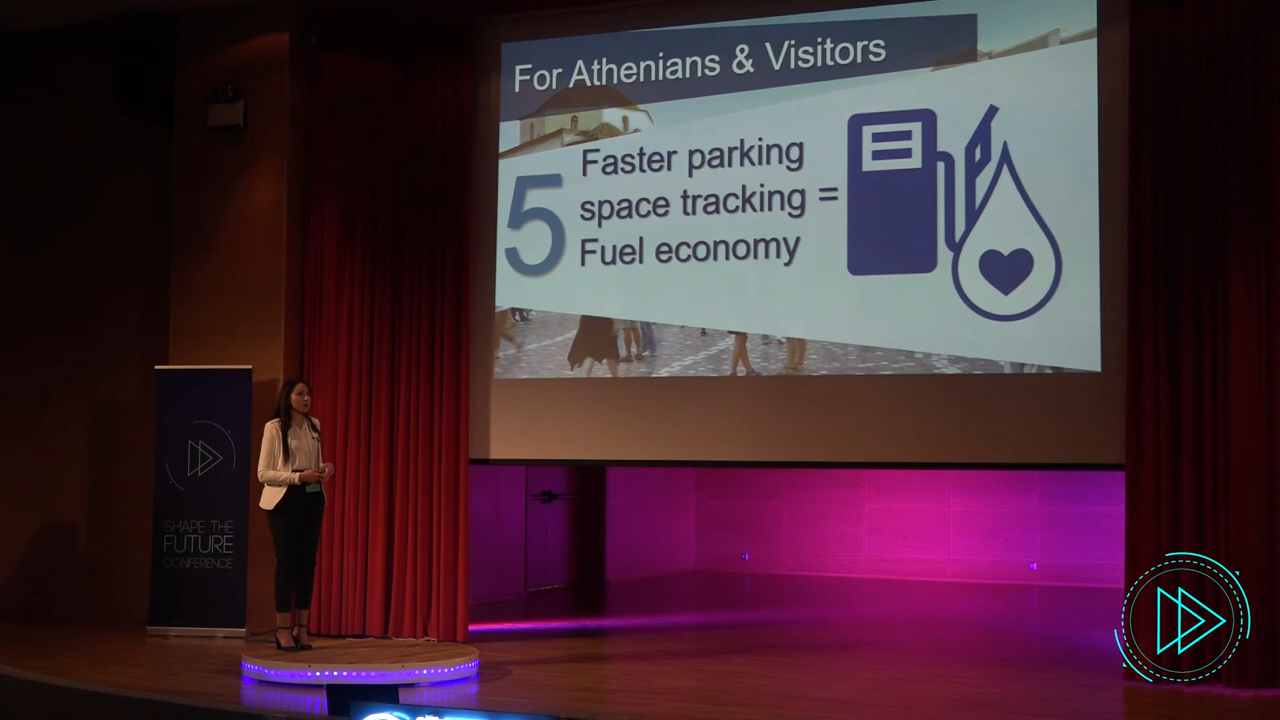 For Athenians & Visitors
5
Faster parking
space tracking =
Fuel economy
SHAPE THE
FUTURE
CONFERENCE